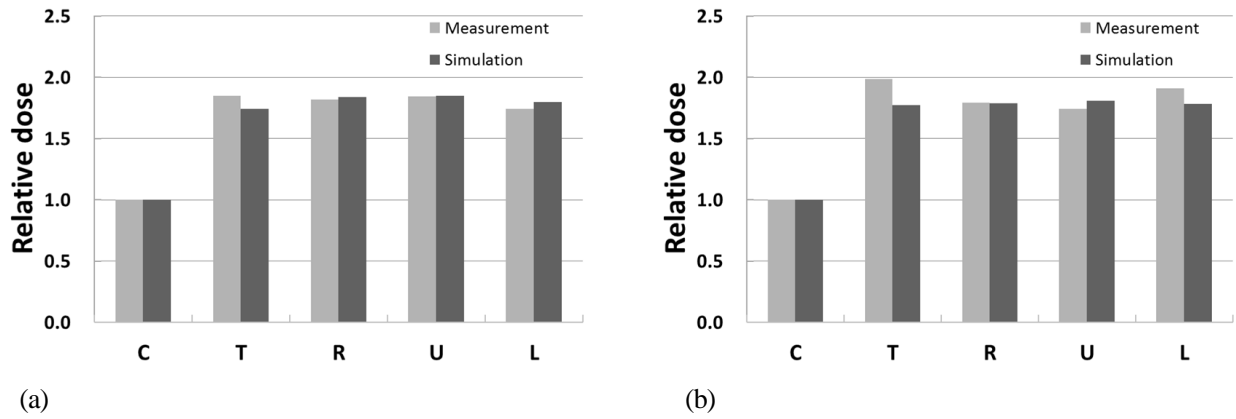 2.5
2.0
1.5
1.0
0.5
0.0
Relative dose
Measurement
Simulation
C T R U L
(a)
2.5
2.0
1.5
1.0
0.5
0.0
Relative dose
Measurement
Simulation
C T R U L
(b)